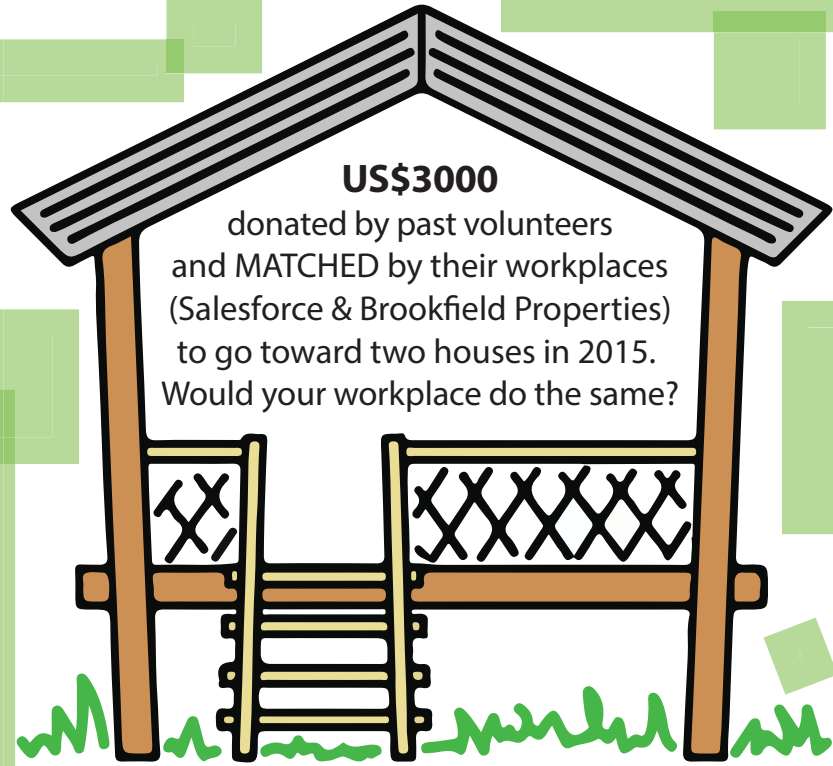 US$3000
donated by past volunteers
and MATCHED by their workplaces
(Salesforce & Brookfield Properties)
to go toward two houses in 2015.
Would your workplace do the same?